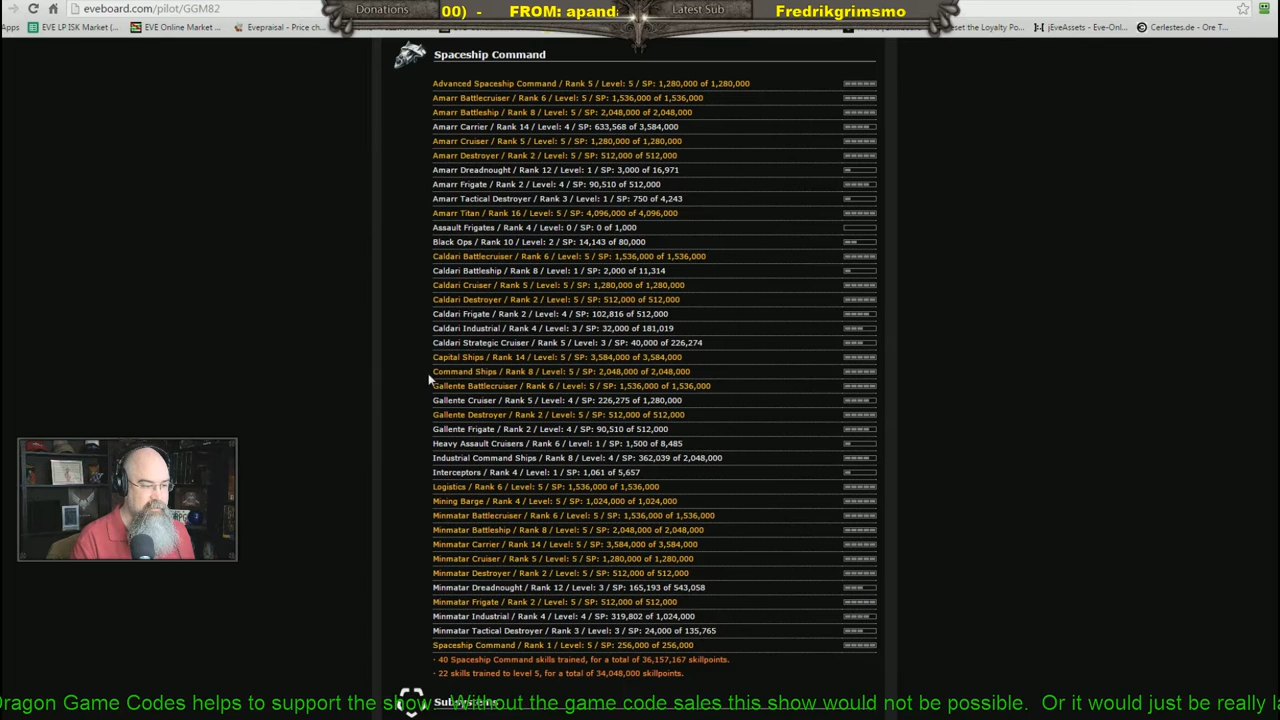 eveboard.com/pilot/GGM82
Donations
00) - FROM: apand
Latest Sub
Fredrikgrimsmo
Apps
EVE LP ISK Market (
EVE Online Market (
Evepraisal - Price ch
eset the Loyalty Po
jEveAssets - Eve-Onl
Cerlestes.de - Ore T
Spaceship Command
Advanced Spaceship Command / Rank 5 / Level: 5 / SP: 1,280,000 of 1,280,000
Amarr Battlecruiser / Rank 6 / Level: 5 / SP: 1,536,000 of 1,536,000
Amarr Battleship / Rank 8 / Level: 5 / SP: 2,048,000 of 2,048,000
Amarr Carrier / Rank 14 / Level: 4 / SP: 633,568 of 3,584,000
Amarr Cruiser / Rank 5 / Level: 5 / SP: 1,280,000 of 1,280,000
Amarr Destroyer / Rank 2 / Level: 5 / SP: 512,000 of 512,000
Amarr Dreadnought / Rank 12 / Level: 1 / SP: 3,000 of 16,971
Amarr Frigate / Rank 2 / Level: 4 / SP: 90,510 of 512,000
Amarr Tactical Destroyer / Rank 3 / Level: 1 / SP: 750 of 4,243
Amarr Titan / Rank 16 / Level: 5 / SP: 4,096,000 of 4,096,000
Assault Frigates / Rank 4 / Level: 0 / SP: 0 of 1,000
Black Ops / Rank 10 / Level: 2 / SP: 14,143 of 80,000
Caldari Battlecruiser / Rank 6 / Level: 5 / SP: 1,536,000 of 1,536,000
Caldari Battleship / Rank 8 / Level: 1 / SP: 2,000 of 11,314
Caldari Cruiser / Rank 5 / Level: 5 / SP: 1,280,000 of 1,280,000
Caldari Destroyer / Rank 2 / Level: 5 / SP: 512,000 of 512,000
Caldari Frigate / Rank 2 / Level: 4 / SP: 102,816 of 512,000
Caldari Industrial / Rank 4 / Level: 3 / SP: 32,000 of 181,019
Caldari Strategic Cruiser / Rank 5 / Level: 3 / SP: 40,000 of 226,274
Capital Ships / Rank 14 / Level: 5 / SP: 3,584,000 of 3,584,000
Command Ships / Rank 8 / Level: 5 / SP: 2,048,000 of 2,048,000
Gallente Battlecruiser / Rank 6 / Level: 5 / SP: 1,536,000 of 1,536,000
Gallente Cruiser / Rank 5 / Level: 4 / SP: 226,275 of 1,280,000
Gallente Destroyer / Rank 2 / Level: 5 / SP: 512,000 of 512,000
Gallente Frigate / Rank 2 / Level: 4 / SP: 90,510 of 512,000
Heavy Assault Cruisers / Rank 6 / Level: 1 / SP: 1,500 of 8,485
Industrial Command Ships / Rank 8 / Level: 4 / SP: 362,039 of 2,048,000
Interceptors / Rank 4 / Level: 1 / SP: 1,061 of 5,657
Logistics / Rank 6 / Level: 5 / SP: 1,536,000 of 1,536,000
Mining Barge / Rank 4 / Level: 5 / SP: 1,024,000 of 1,024,000
Minmatar Battlecruiser / Rank 6 / Level: 5 / SP: 1,536,000 of 1,536,000
Minmatar Battleship / Rank 8 / Level: 5 / SP: 2,048,000 of 2,048,000
Minmatar Carrier / Rank 14 / Level: 5 / SP: 3,584,000 of 3,584,000
Minmatar Cruiser / Rank 5 / Level: 5 / SP: 1,280,000 of 1,280,000
Minmatar Destroyer / Rank 2 / Level: 5 / SP: 512,000 of 512,000
Minmatar Dreadnought / Rank 12 / Level: 3 / SP: 165,193 of 543,058
Minmatar Frigate / Rank 2 / Level: 5 / SP: 512,000 of 512,000
Minmatar Industrial / Rank 4 / Level: 4 / SP: 319,802 of 1,024,000
Minmatar Tactical Destroyer / Rank 3 / Level: 3 / SP: 24,000 of 135,765
Spaceship Command / Rank 1 / Level: 5 / SP: 256,000 of 256,000
· 40 Spaceship Command skills trained, for a total of 36,157,167 skillpoints.
· 22 skills trained to level 5, for a total of 34,048,000 skillpoints.
Subsystems
Dragon Game Codes helps to support the show. Without the game code sales this show would not be possible. Or it would just be really la